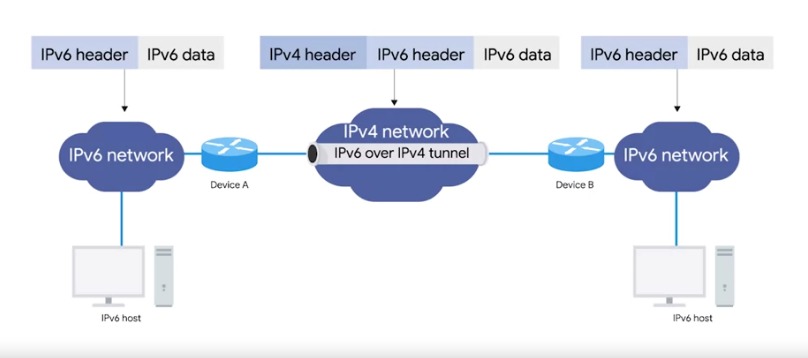 IPv6 header IPv6 data
IPv4 header IPv6 header IPv6 data
IPv6 header IPv6 data
IPv6 network
Device A
IPv4 network
IPv6 over IPv4 tunnel
Device B
IPv6 network
IPv6 host
IPv6 host